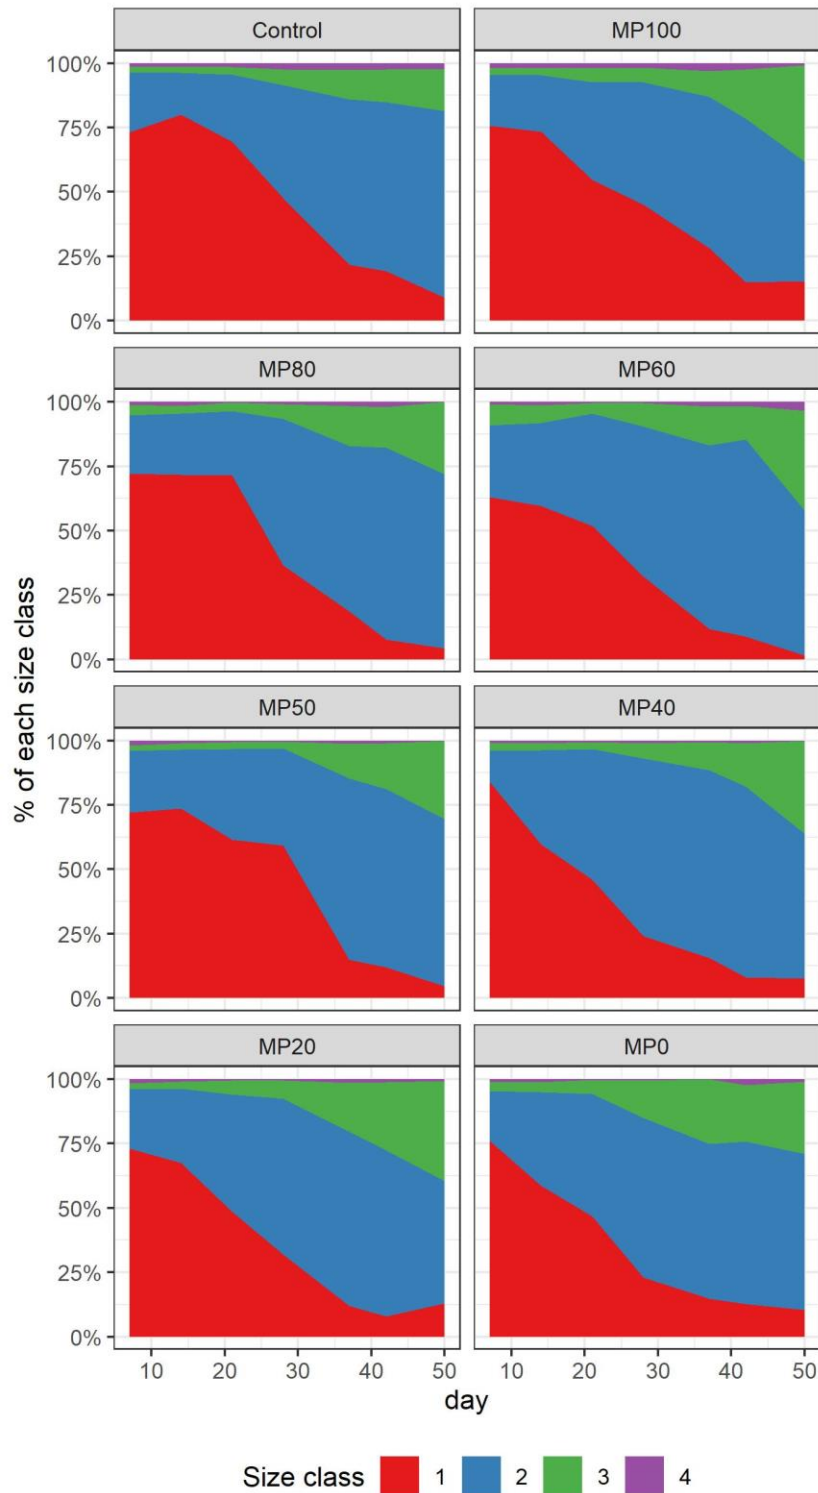 Control
MP100
100%
75%
50%
25%
0%
MP80
MP60
100%
75%
50%
25%
0%
% of each size class
MP50
MP40
100%
75%
50%
25%
0%
MP20
MP0
100%
75%
50%
25%
0%
10 20 30 40 50
10 20 30 40 50
day
Size class 1 2 3 4